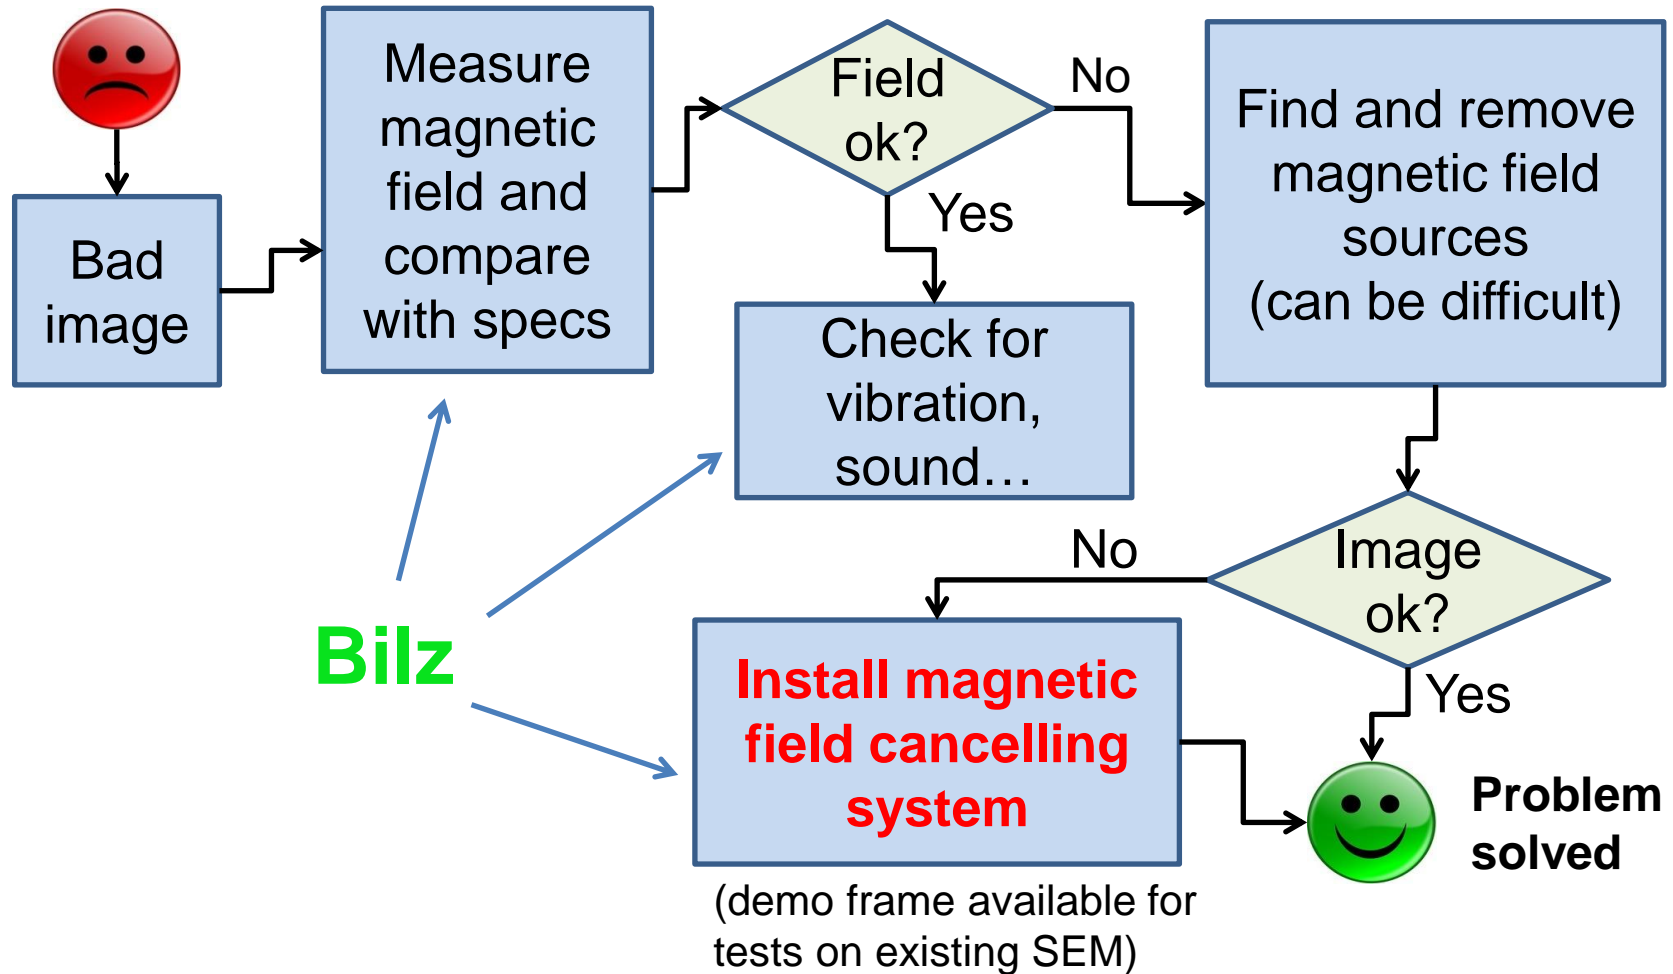 Bad
image
Measure
magnetic
field and
compare
with specs
Field
ok?
No
Yes
Find and remove
magnetic field
sources
(can be difficult)
Check for
vibration,
sound…
No
Image
ok?
Yes
Bilz
Install magnetic
field cancelling
system
Problem
solved
(demo frame available for
tests on existing SEM)